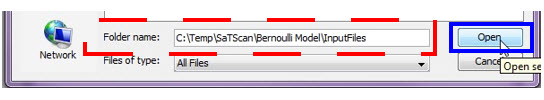 Folder name: C:\Temp\SaTScan\Bernoulli Model\InputFiles Open
Network
Files of type: All Files Cance
Open se